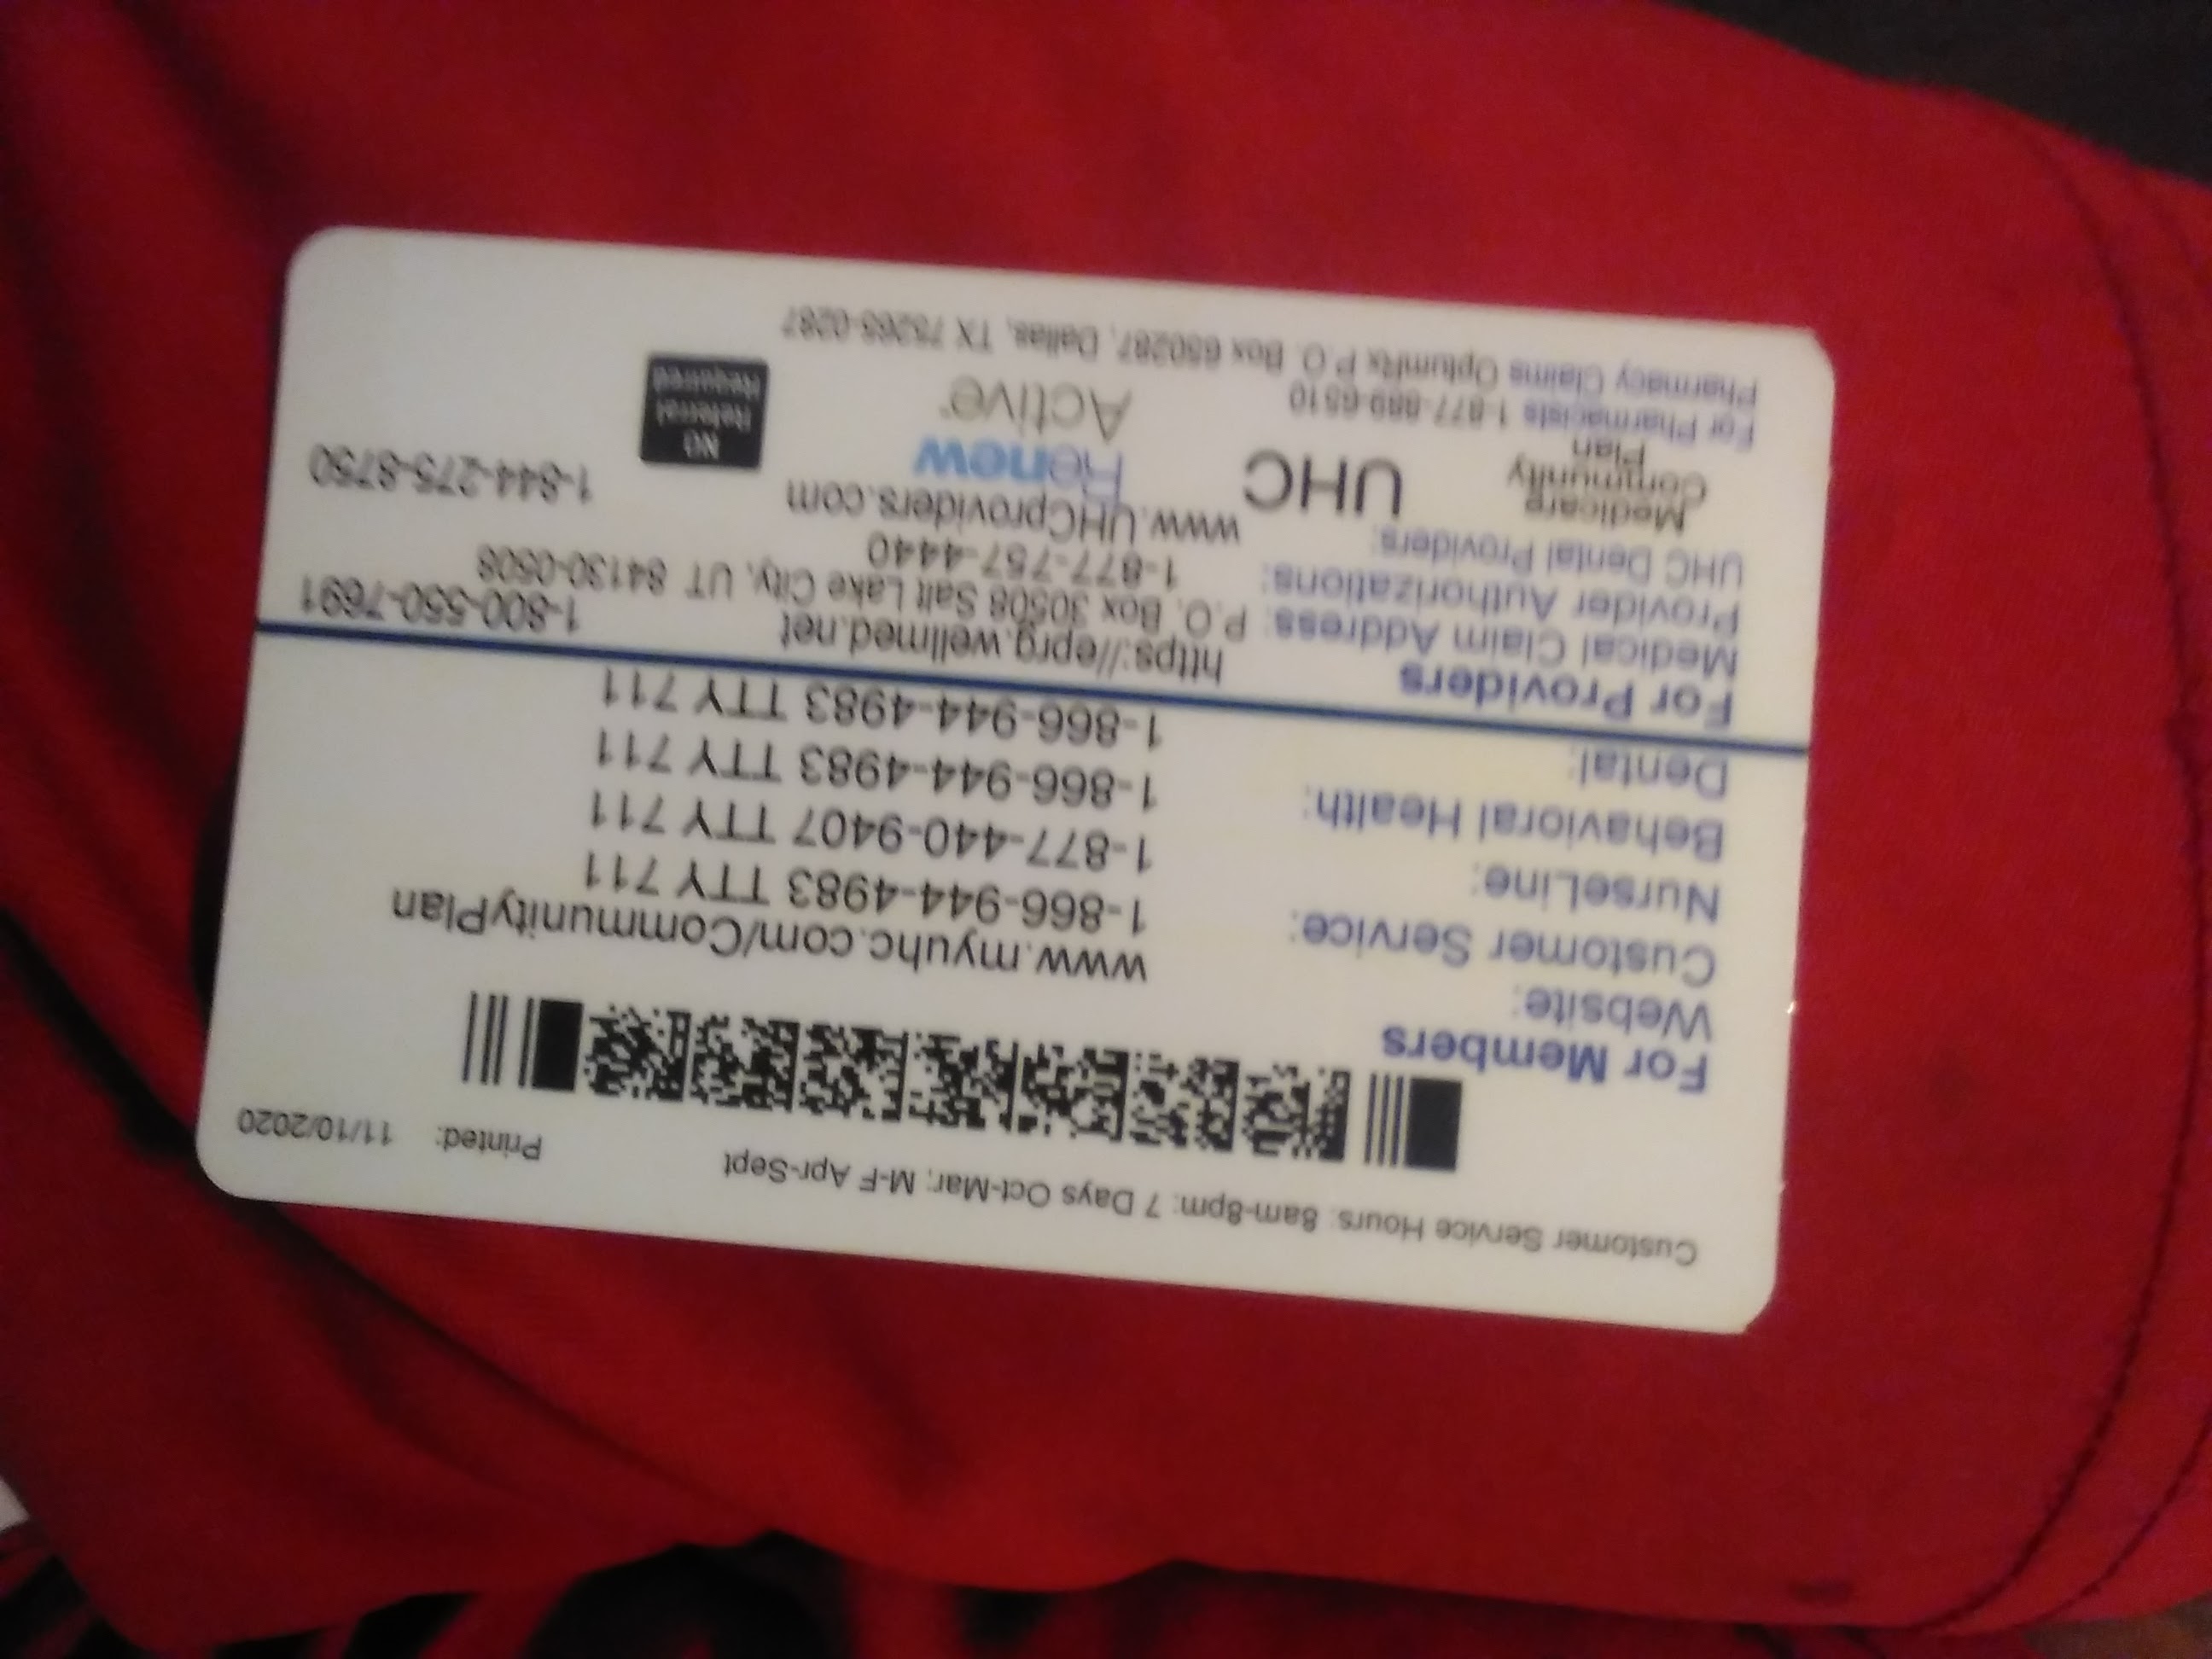 Customer Service Hours: 8am-8pm: 7 Days Oct-Mar; M-F Apr-Sept Printed: 11/10/2020
For Members
Website: www.myuhc.com/CommunityPlan
Customer Service: 1-866-944-4983 TTY 711
NurseLine: 1-877-440-9407 TTY 711
Behavioral Health: 1-866-944-4983 TTY 711
Dental: 1-866-944-4983 TTY 711
For Providers https://eprg.wellmed.net 1-800-550-7691
Medical Claim Address: P.O. Box 30508 Salt Lake City, UT 84130-0508
Provider Authorizations: 1-877-757-4440
UHC Dental Providers: www.UHCproviders.com 1-844-275-8750
Medicare
Community
Plan
UHC
Renew
Active
No
Referral
Required
For Pharmacists 1-877-889-6510
Pharmacy Claims OptumRx P.O. Box 650287, Dallas, TX 75265-0287